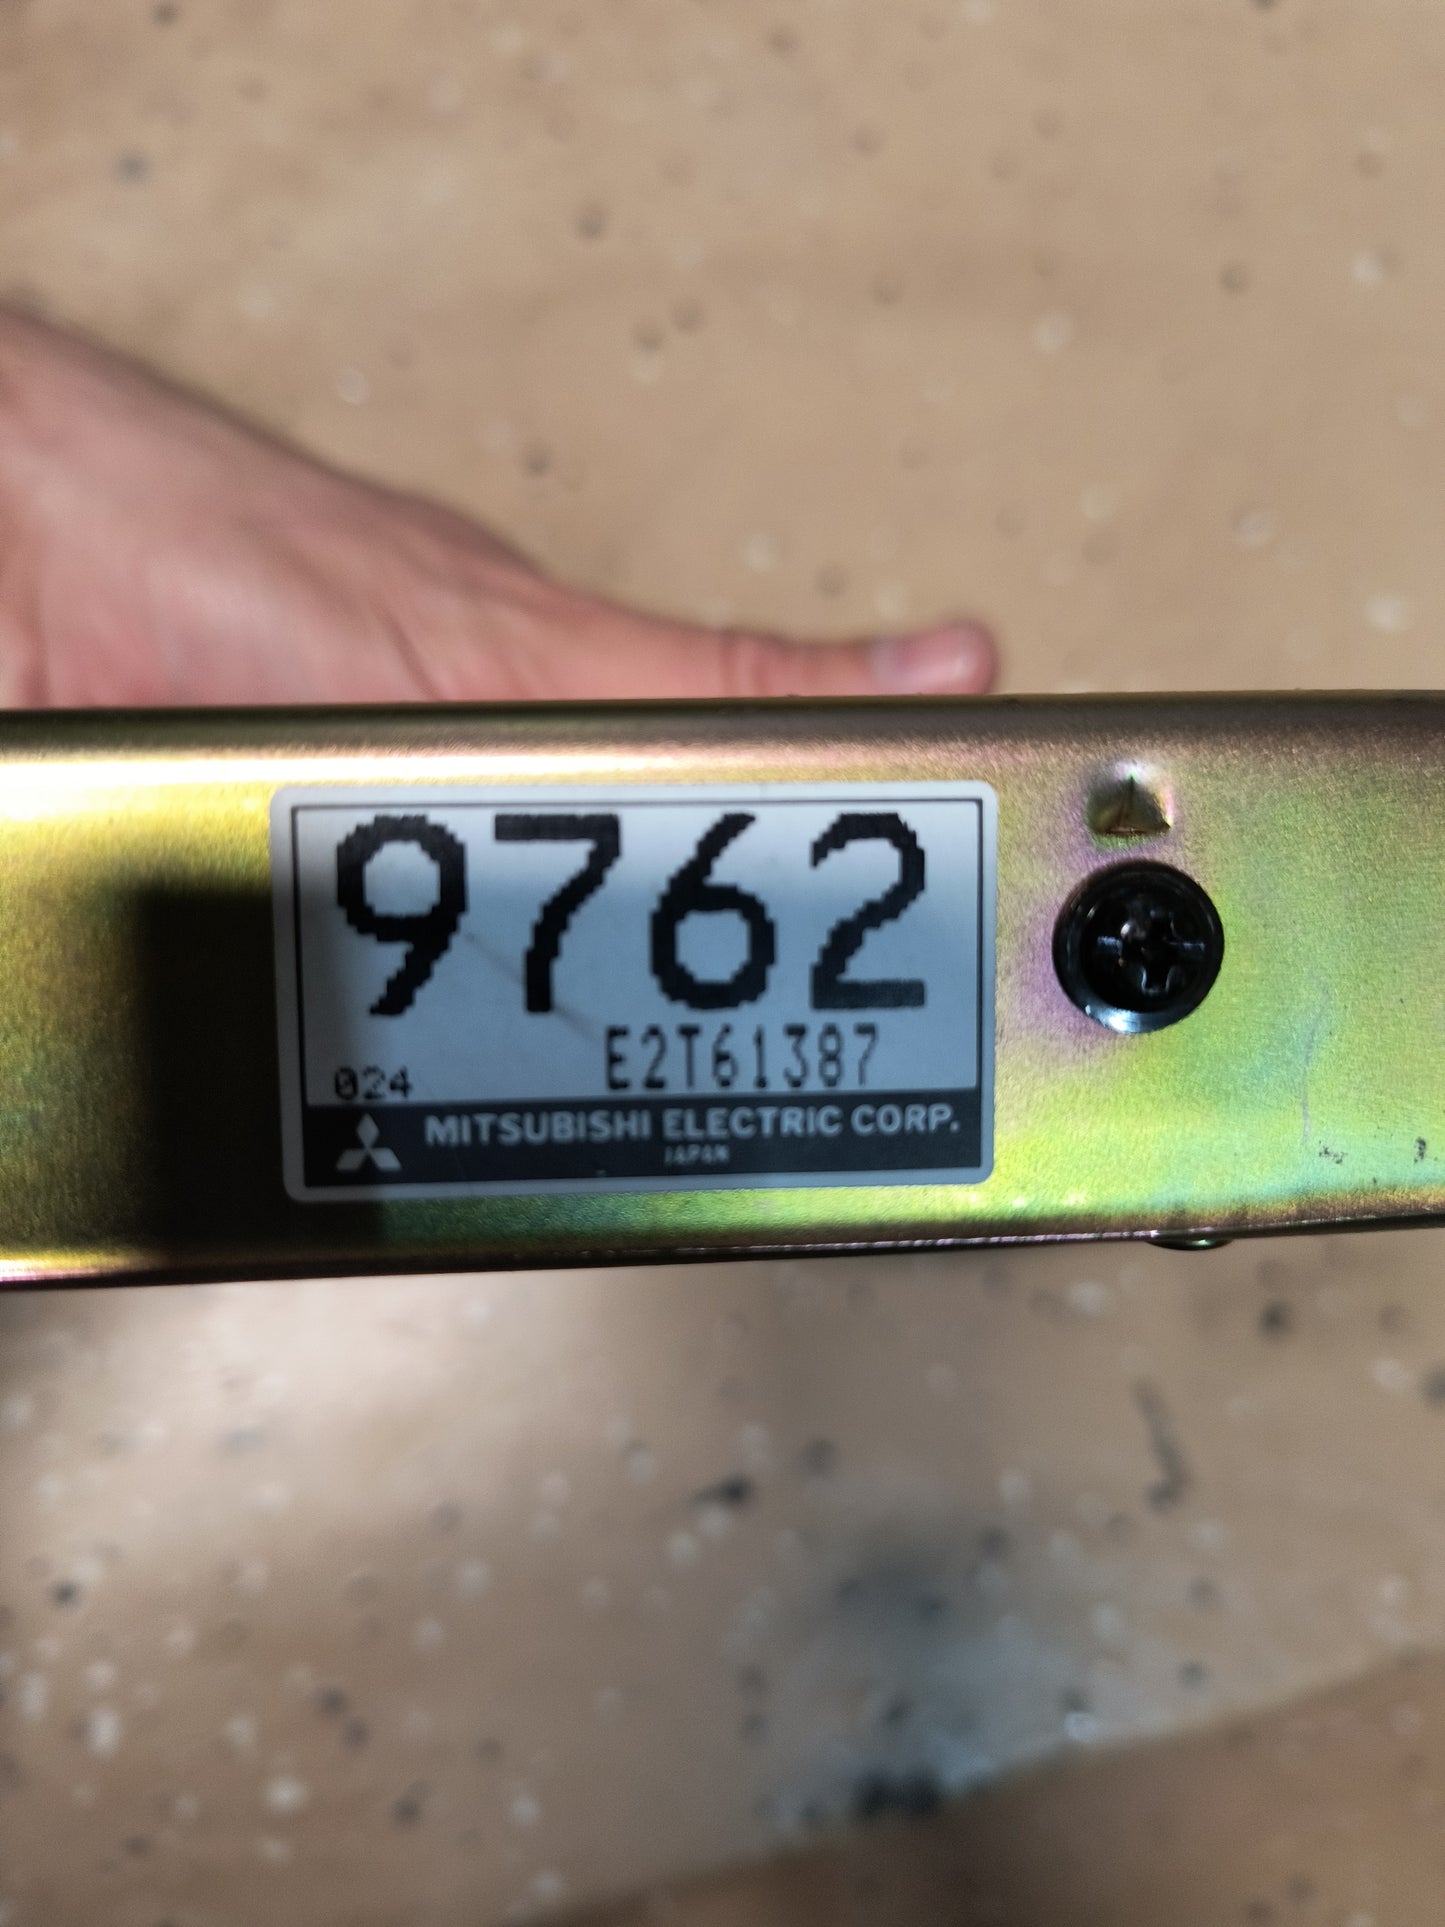 9762
E2T61387
024
MITSUBISHI ELECTRIC CORP.
JAPAN